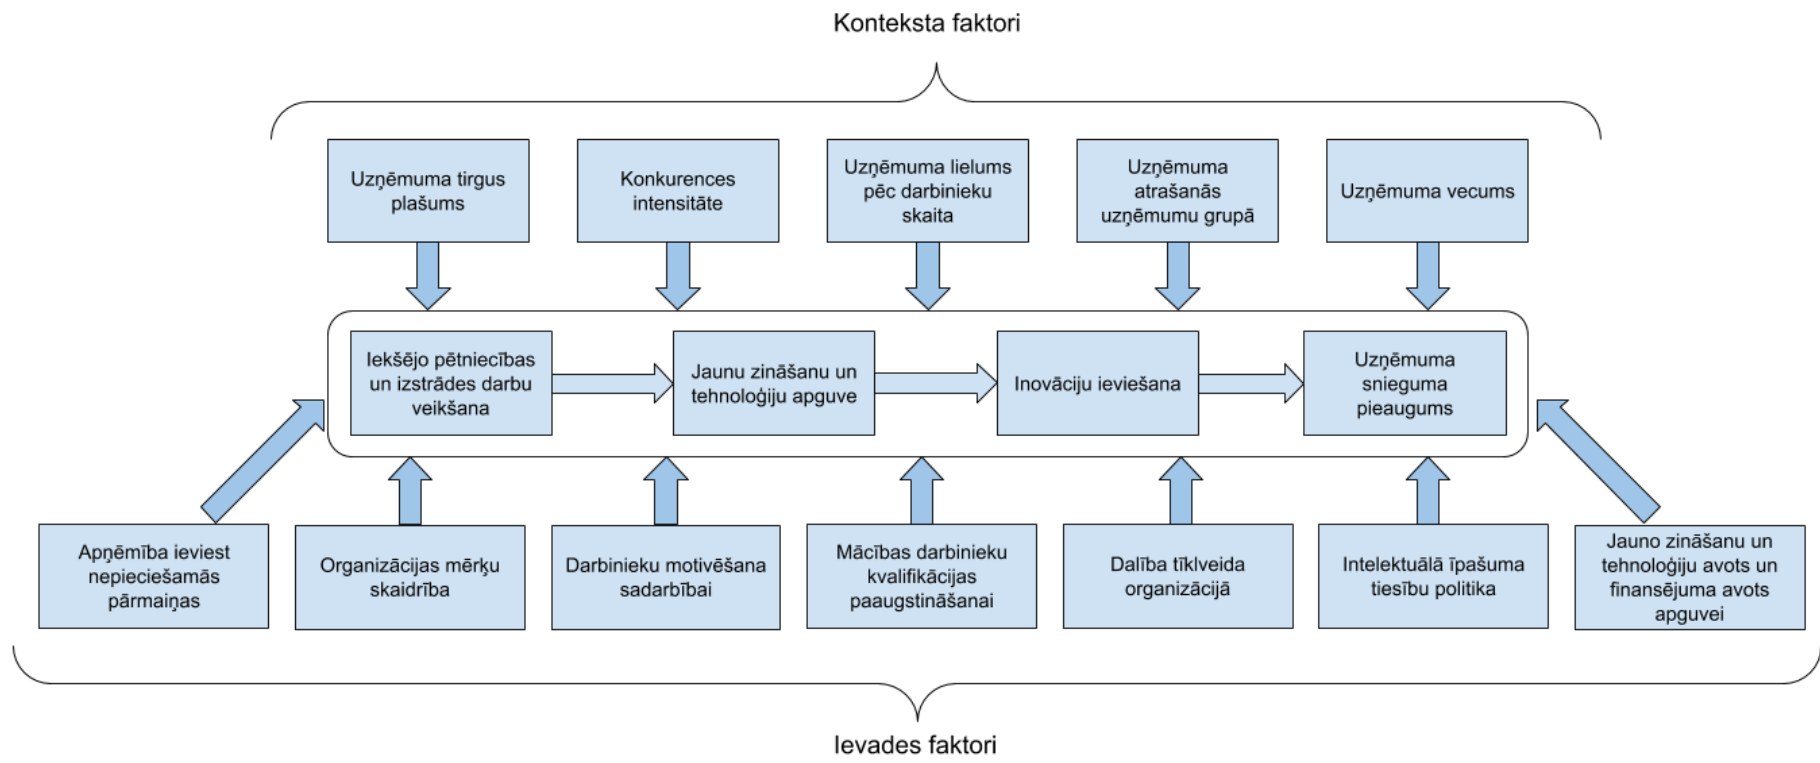 Konteksta faktori
Uzņēmuma tirgus
plašums
Konkurences
intensitāte
Uzņēmuma lielums
pēc darbinieku
skaita
Uzņēmuma
atrašanās
uzņēmumu grupā
Uzņēmuma vecums
Iekšējo pētniecības
un izstrādes darbu
veikšana
Jaunu zināšanu un
tehnoloģiju apguve
Inovāciju ieviešana
Uzņēmuma
snieguma
pieaugums
Apņēmība ieviest
nepieciešamās
pārmaiņas
Organizācijas mērķu
skaidrība
Darbinieku motivēšana
sadarbībai
Mācības darbinieku
kvalifikācijas
paaugstināšanai
Dalība tīklveida
organizācijā
Intelektuālā īpašuma
tiesību politika
Jauno zināšanu un
tehnoloģiju avots un
finansējuma avots
apguvei
Ievades faktori